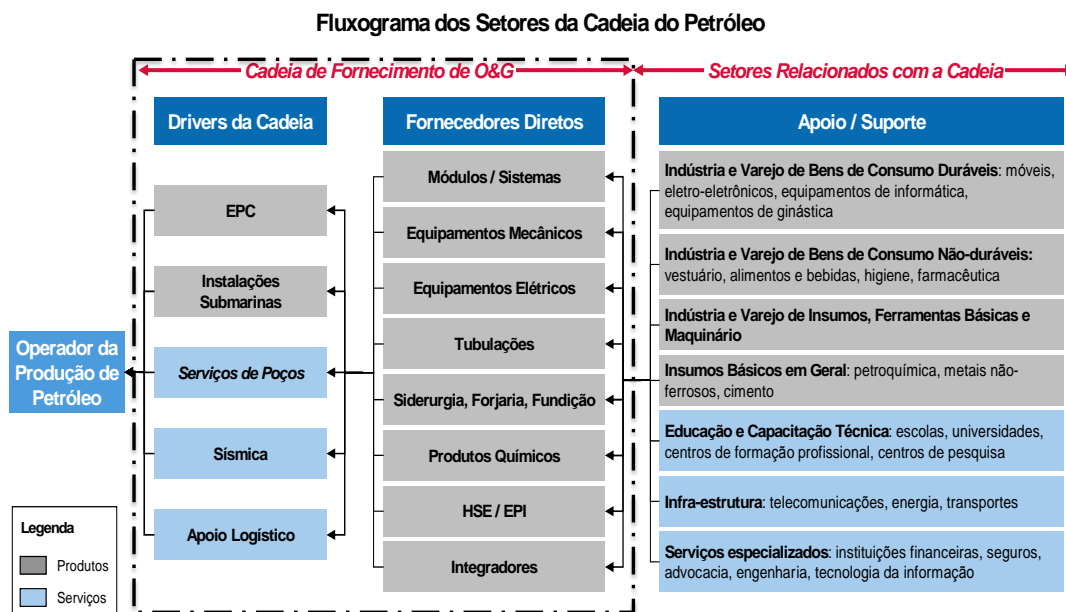 Fluxograma dos Setores da Cadeia do Petróleo
Cadeia de Fornecimento de O&G
Setores Relacionados com a Cadeia
Drivers da Cadeia
Fornecedores Diretos
Apoio / Suporte
Operador da
Produção de
Petróleo
EPC
Instalações
Submarinas
Serviços de Poços
Sísmica
Apoio Logístico
Módulos / Sistemas
Equipamentos Mecânicos
Equipamentos Elétricos
Tubulações
Siderurgia, Forjaria, Fundição
Produtos Químicos
HSE / EPI
Integradores
Indústria e Varejo de Bens de Consumo Duráveis: móveis,
eletro-eletrônicos, equipamentos de informática,
equipamentos de ginástica
Indústria e Varejo de Bens de Consumo Não-duráveis:
vestuário, alimentos e bebidas, higiene, farmacêutica
Indústria e Varejo de Insumos, Ferramentas Básicas e
Maquinário
Insumos Básicos em Geral: petroquímica, metais não-
ferrosos, cimento
Educação e Capacitação Técnica: escolas, universidades,
centros de formação profissional, centros de pesquisa
Infra-estrutura: telecomunicações, energia, transportes
Serviços especializados: instituições financeiras, seguros,
advocacia, engenharia, tecnologia da informação
Legenda
Produtos
Serviços